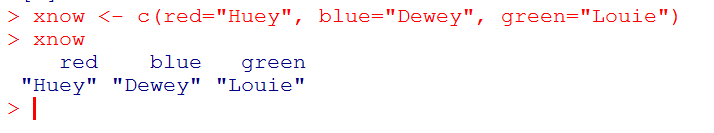 > xnow <- c(red="Huey", blue="Dewey", green="Louie")
> xnow
    red    blue   green
 "Huey" "Dewey" "Louie"
>